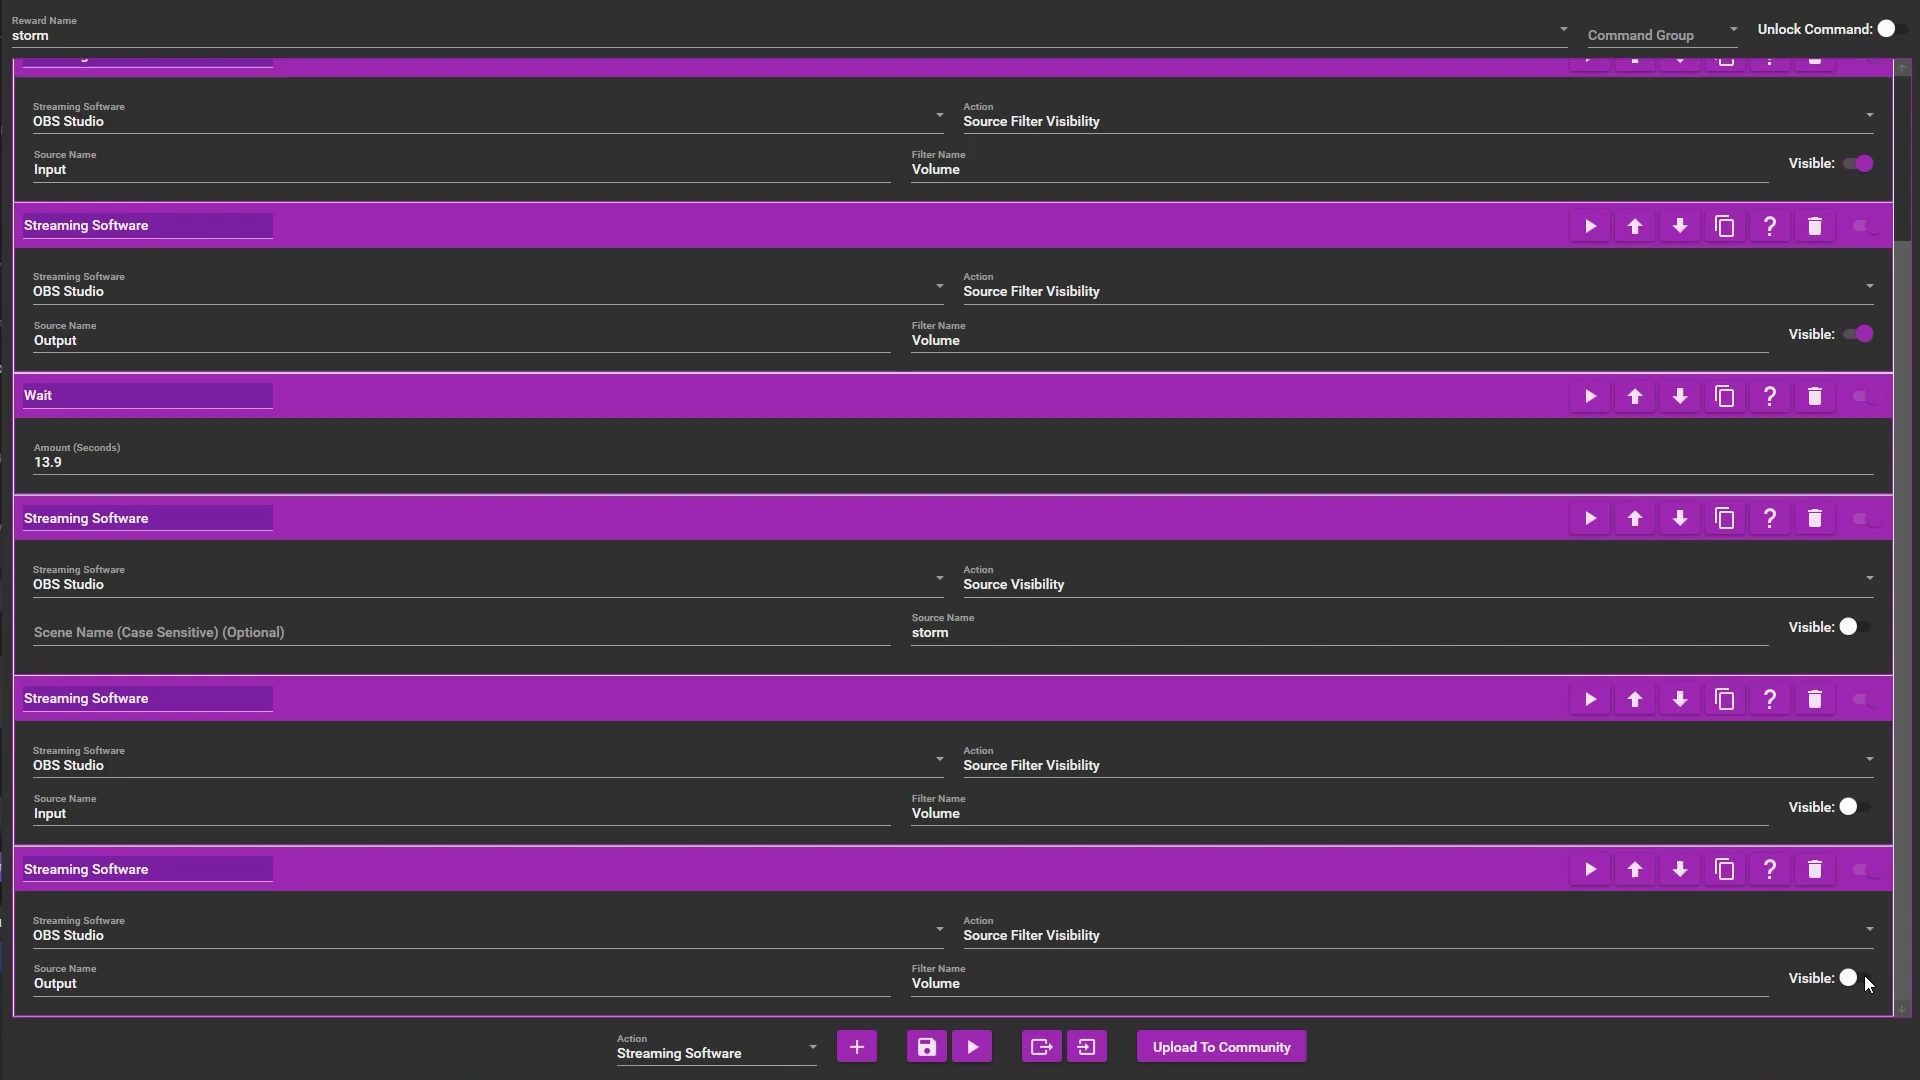 Reward Name
storm
Command Group
Unlock Command:
Streaming Software
OBS Studio
Action
Source Filter Visibility
Source Name
Input
Filter Name
Volume
Visible:
Streaming Software
Streaming Software
OBS Studio
Action
Source Filter Visibility
Source Name
Output
Filter Name
Volume
Visible:
Wait
Amount (Seconds)
13.9
Streaming Software
Streaming Software
OBS Studio
Action
Source Visibility
Scene Name (Case Sensitive) (Optional)
Source Name
storm
Visible:
Streaming Software
Streaming Software
OBS Studio
Action
Source Filter Visibility
Source Name
Input
Filter Name
Volume
Visible:
Streaming Software
Streaming Software
OBS Studio
Action
Source Filter Visibility
Source Name
Output
Filter Name
Volume
Visible:
Action
Streaming Software
Upload To Community